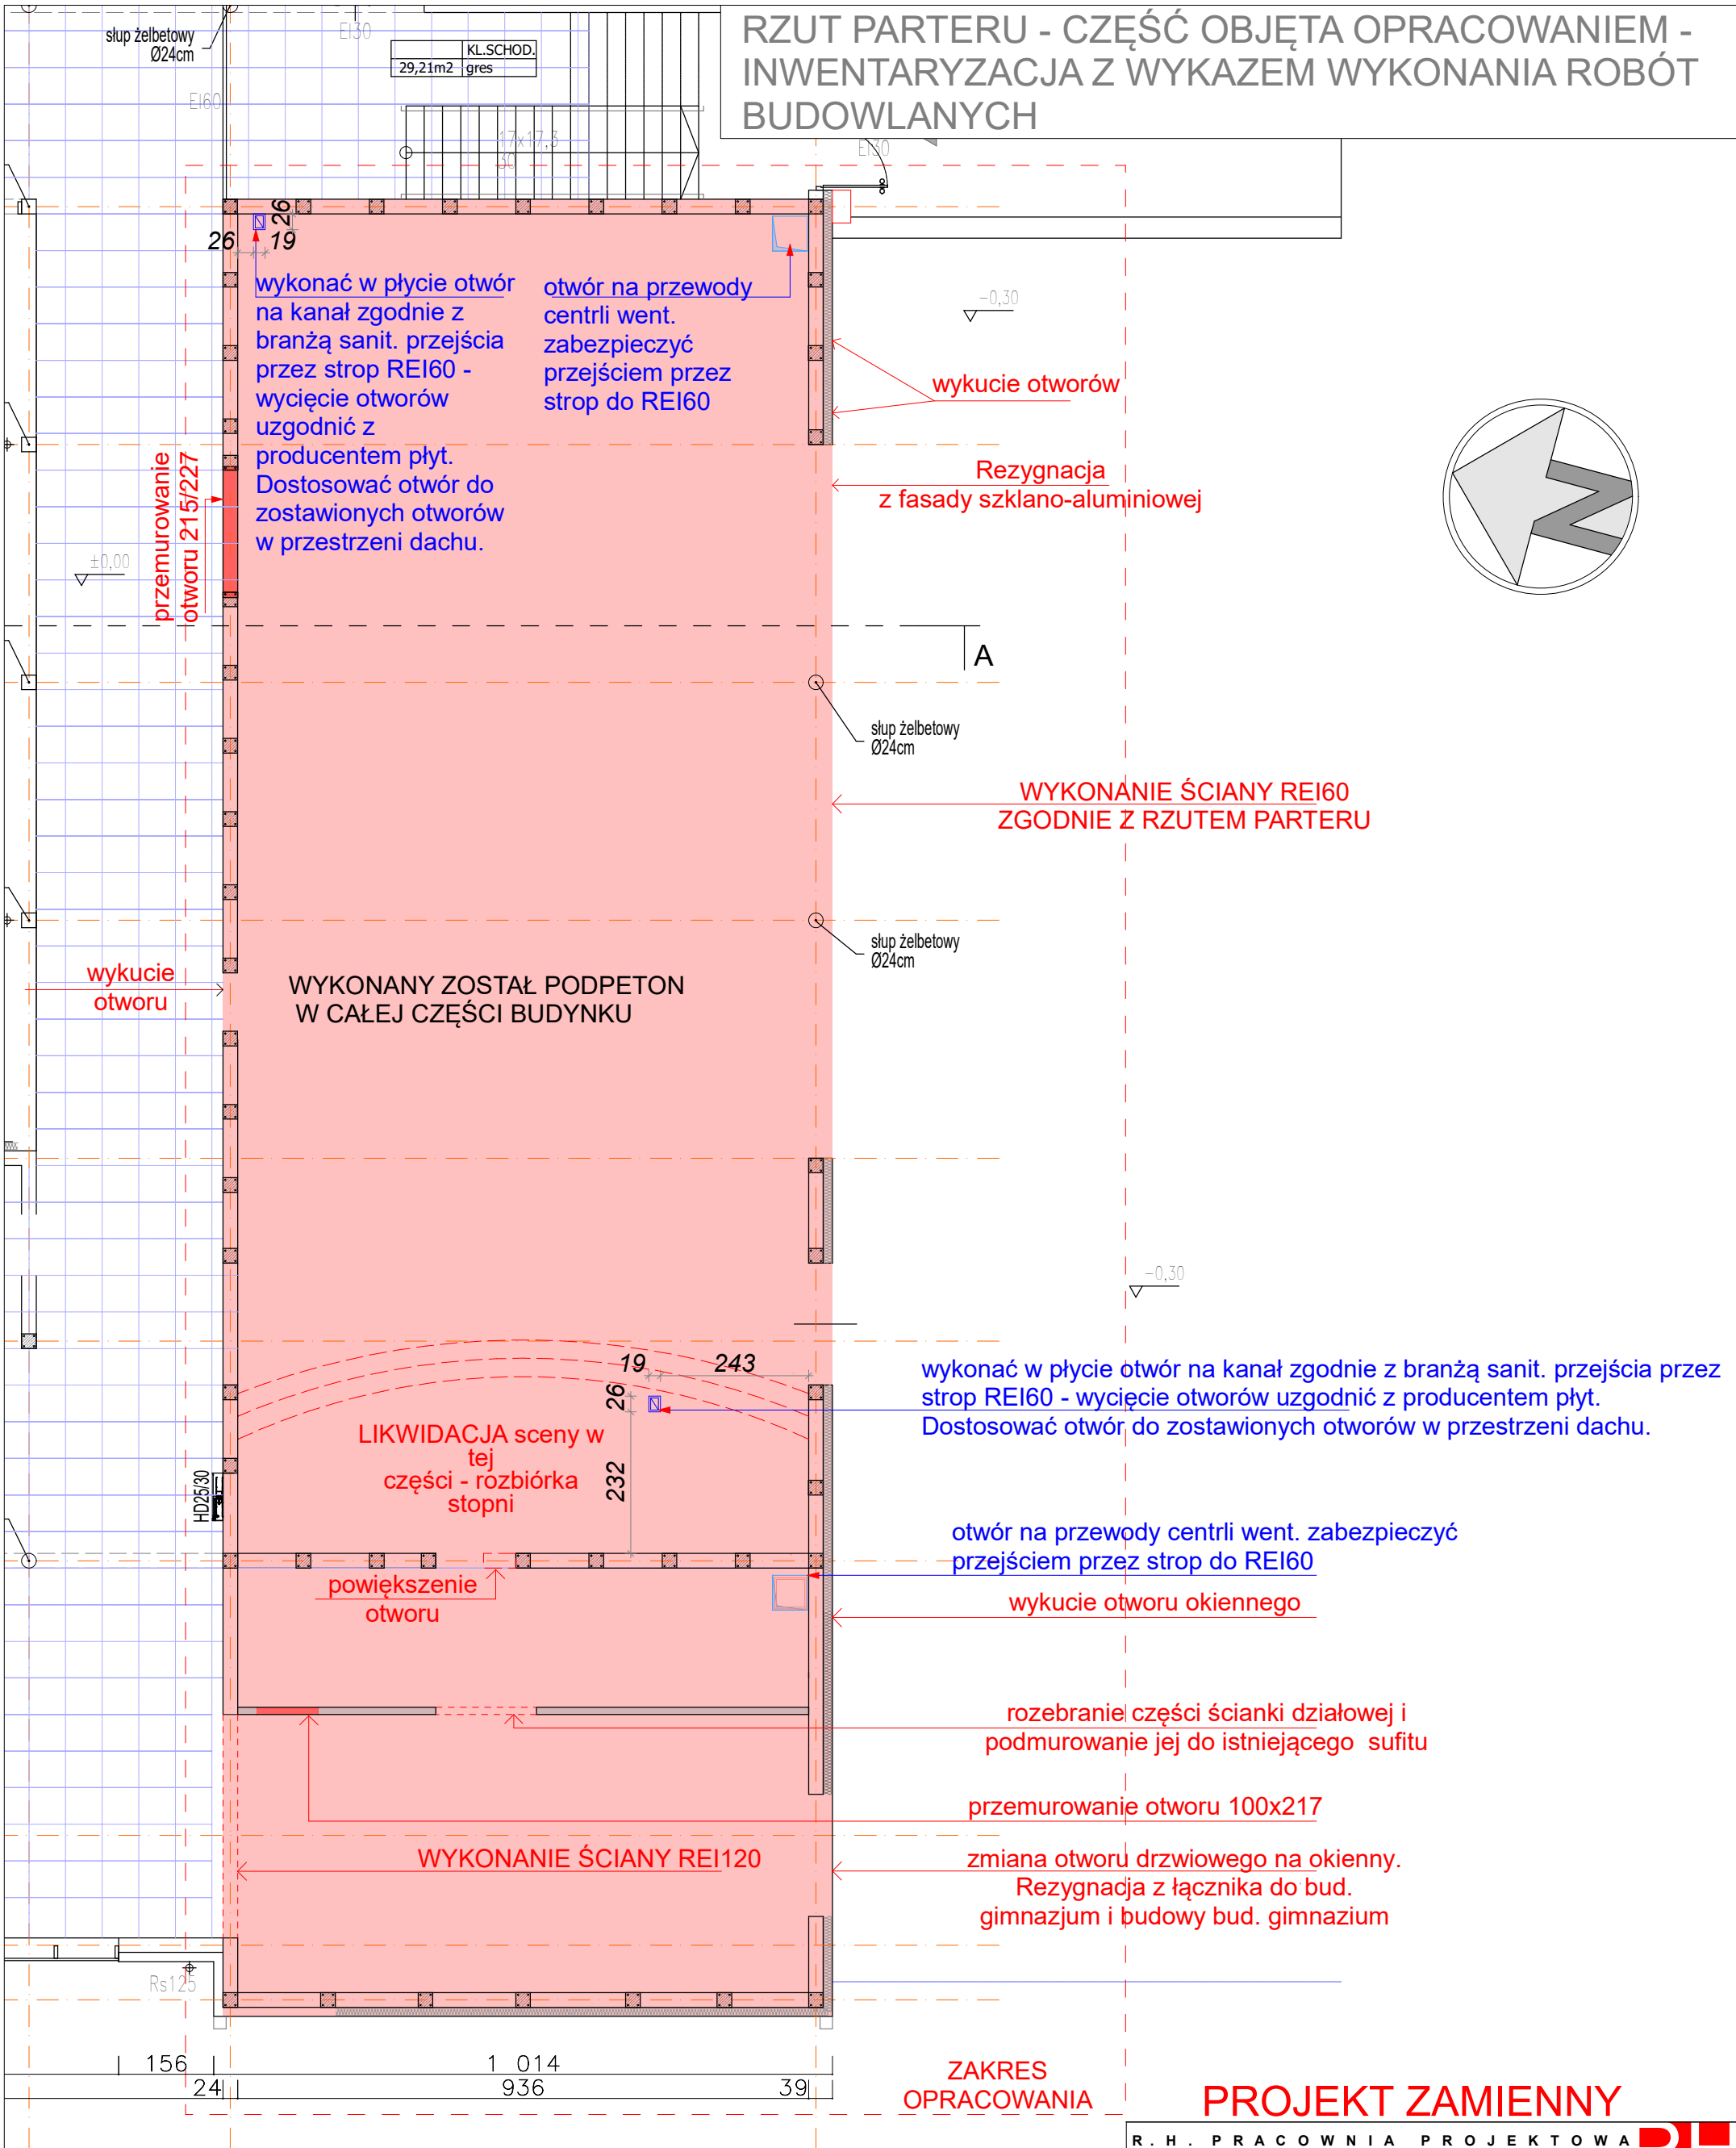 RZUT PARTERU - CZĘŚĆ OBJĘTA OPRACOWANIEM -
INWENTARYZACJA Z WYKAZEM WYKONANIA ROBÓT
BUDOWLANYCH
słup żelbetowy
Ø24cm
EI30
KL.SCHOD.
29,21m2 gres
EI60
17x17,3
30
EI30
26
26 19
wykonać w płycie otwór
na kanał zgodnie z
branżą sanit. przejścia
przez strop REI60 -
wycięcie otworów
uzgodnić z
producentem płyt.
Dostosować otwór do
zostawionych otworów
w przestrzeni dachu.
otwór na przewody
centrli went.
zabezpieczyć
przejściem przez
strop do REI60
-0,30
wykucie otworów
Rezygnacja
z fasady szklano-aluminiowej
N
przemurowanie
otworu 215/227
±0,00
A
słup żelbetowy
Ø24cm
WYKONANIE ŚCIANY REI60
ZGODNIE Z RZUTEM PARTERU
słup żelbetowy
Ø24cm
wykucie
otworu
WYKONANY ZOSTAŁ PODPETON
W CAŁEJ CZĘŚCI BUDYNKU
-0,30
19 243
26
232
wykonać w płycie otwór na kanał zgodnie z branżą sanit. przejścia przez
strop REI60 - wycięcie otworów uzgodnić z producentem płyt.
Dostosować otwór do zostawionych otworów w przestrzeni dachu.
LIKWIDACJA sceny w
tej
części - rozbiórka
stopni
HD25/30
otwór na przewody centrli went. zabezpieczyć
przejściem przez strop do REI60
powiększenie
otworu
wykucie otworu okiennego
rozebranie części ścianki działowej i
podmurowanie jej do istniejącego sufitu
przemurowanie otworu 100x217
WYKONANIE ŚCIANY REI120
zmiana otworu drzwiowego na okienny.
Rezygnacja z łącznika do bud.
gimnazjum i budowy bud. gimnazium
Rs125
156 1 014
24 936 39
ZAKRES
OPRACOWANIA
PROJEKT ZAMIENNY
R.H. PRACOWNIA PROJEKTOWA